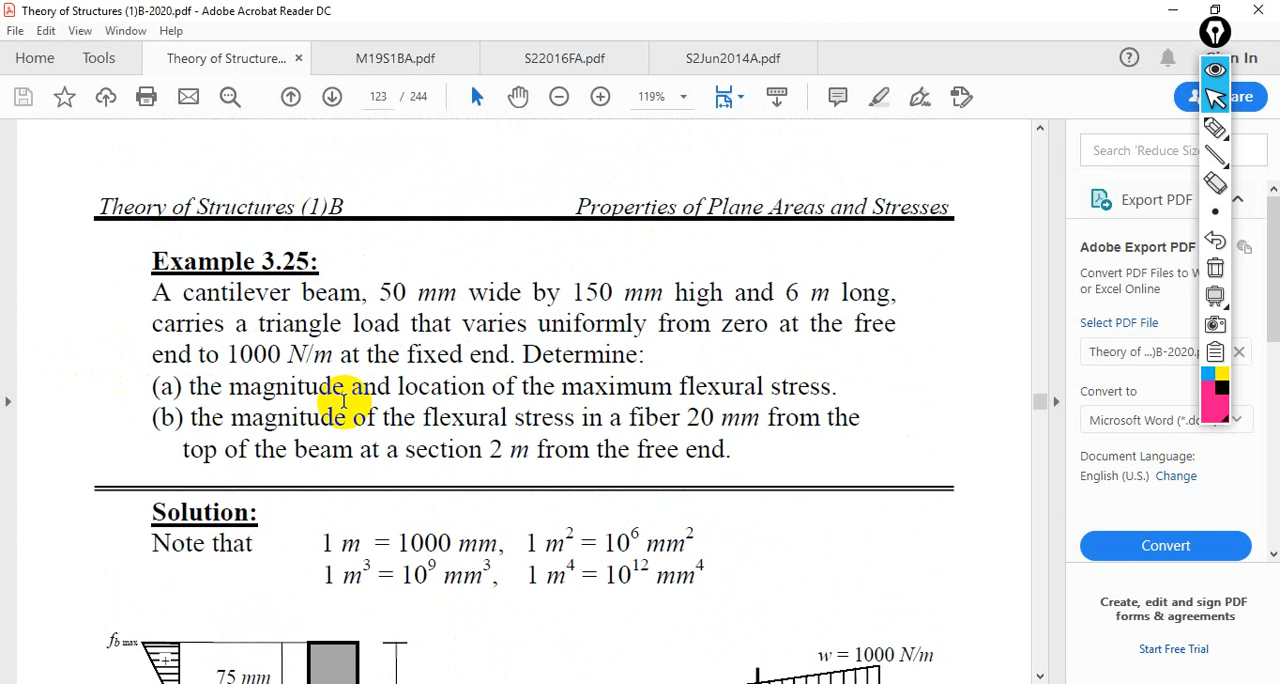 Theory of Structures (1)B-2020.pdf - Adobe Acrobat Reader DC
File Edit View Window Help
Home Tools Theory of Structure... × M19S1BA.pdf S22016FA.pdf S2Jun2014A.pdf
123 / 244 119%
Theory of Structures (1)B Properties of Plane Areas and Stresses
Example 3.25:
A cantilever beam, 50 mm wide by 150 mm high and 6 m long,
carries a triangle load that varies uniformly from zero at the free
end to 1000 N/m at the fixed end. Determine:
(a) the magnitude and location of the maximum flexural stress.
(b) the magnitude of the flexural stress in a fiber 20 mm from the
top of the beam at a section 2 m from the free end.
Solution:
Note that 1 m = 1000 mm, 1 m² = 10⁶ mm²
1 m³ = 10⁹ mm³, 1 m⁴ = 10¹² mm⁴
fb max
75 mm
w = 1000 N/m
Search 'Reduce Siz
Export PDF
Adobe Export PDF
Convert PDF Files to W
or Excel Online
Select PDF File
Theory of ...)B-2020.
Convert to
Microsoft Word (*.do
Document Language:
English (U.S.) Change
Convert
Create, edit and sign PDF
forms & agreements
Start Free Trial